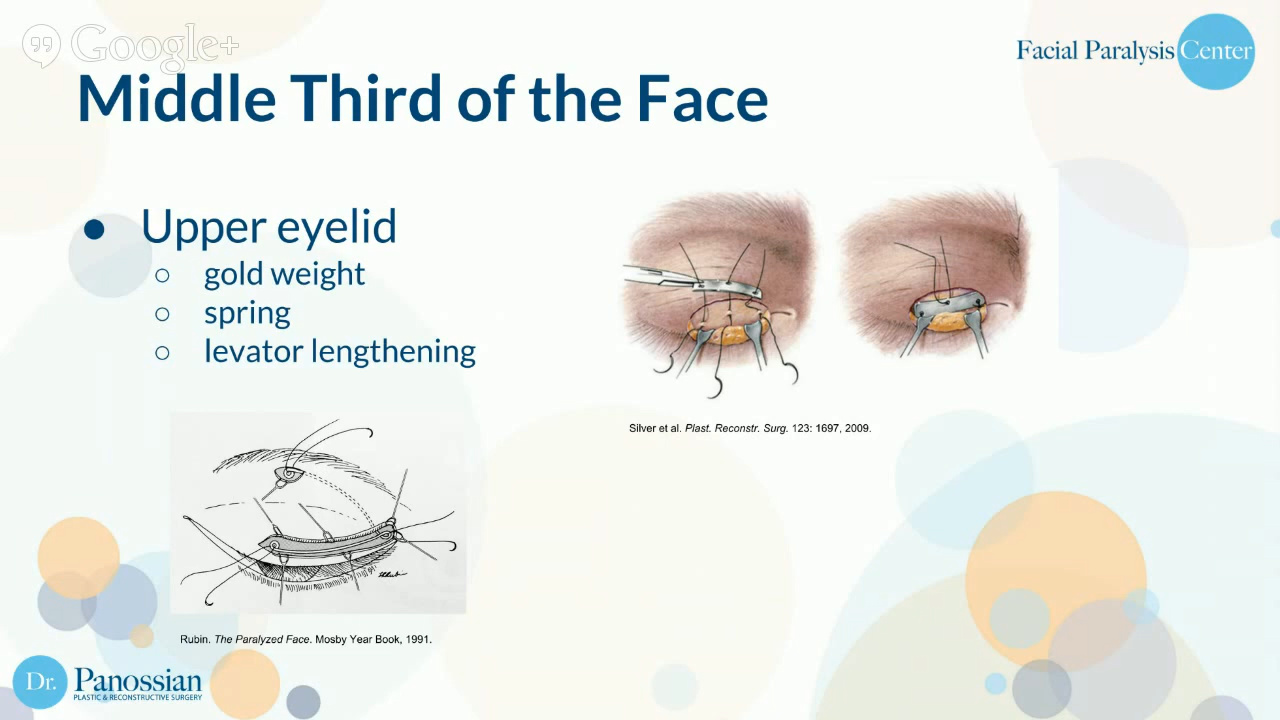 Google+
Facial Paralysis Center
Middle Third of the Face
● Upper eyelid
○ gold weight
○ spring
○ levator lengthening
Silver et al. Plast. Reconstr. Surg. 123: 1697, 2009.
Rubin. The Paralyzed Face. Mosby Year Book, 1991.
Dr. Panossian
PLASTIC & RECONSTRUCTIVE SURGERY